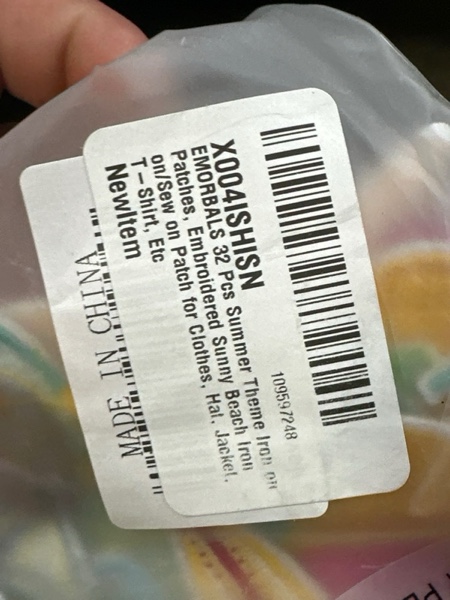 109597248
X004ISHISN
EMORBALS 32 Pcs Summer Theme Iron on
Patches, Embroidered Sunny Beach Iron
on/Sew on Patch for Clothes, Hat, Jacket,
T-Shirt, Etc
NewItem
MADE IN CHINA